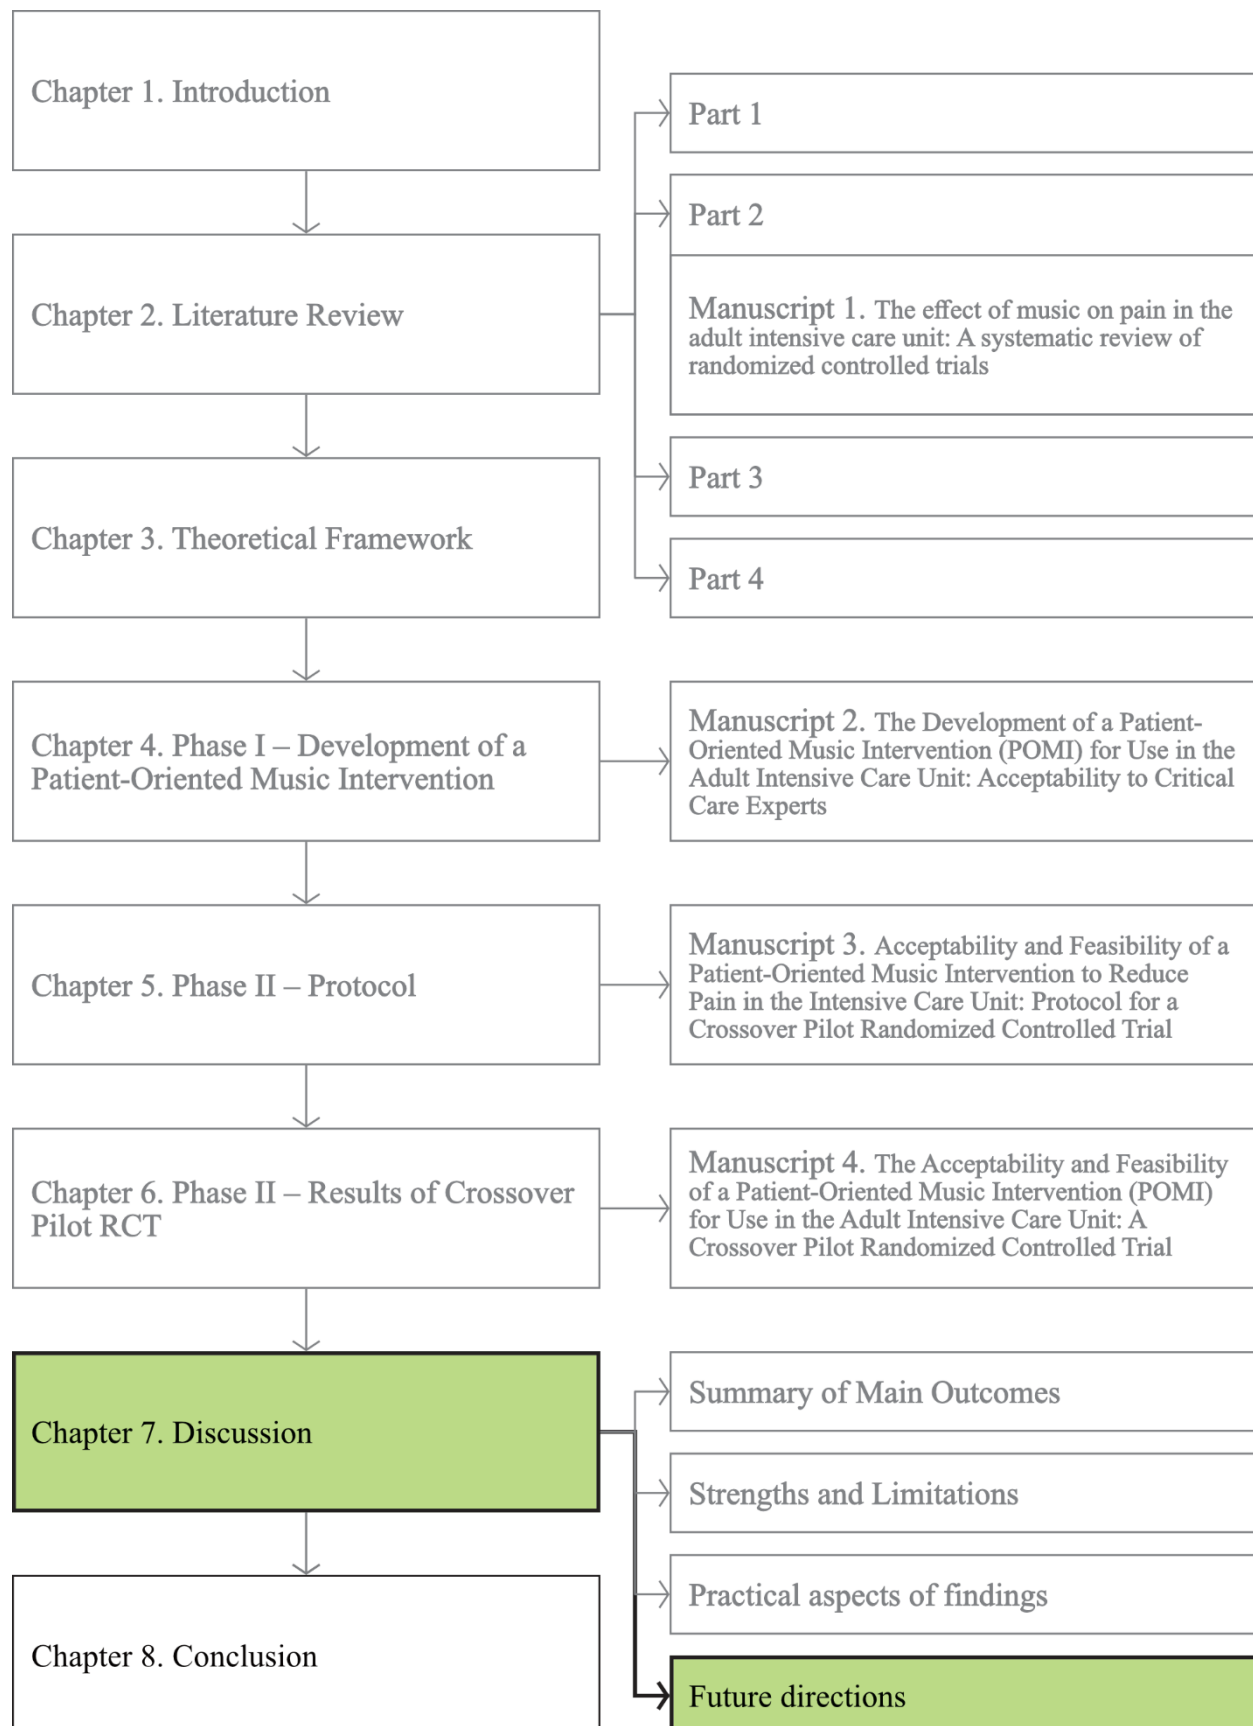 Chapter 1. Introduction
Part 1
Part 2
Chapter 2. Literature Review
Manuscript 1. The effect of music on pain in the
adult intensive care unit: A systematic review of
randomized controlled trials
Part 3
Chapter 3. Theoretical Framework
Part 4
Chapter 4. Phase I – Development of a
Patient-Oriented Music Intervention
Manuscript 2. The Development of a Patient-
Oriented Music Intervention (POMI) for Use in the
Adult Intensive Care Unit: Acceptability to Critical
Care Experts
Chapter 5. Phase II – Protocol
Manuscript 3. Acceptability and Feasibility of a
Patient-Oriented Music Intervention to Reduce
Pain in the Intensive Care Unit: Protocol for a
Crossover Pilot Randomized Controlled Trial
Chapter 6. Phase II – Results of Crossover
Pilot RCT
Manuscript 4. The Acceptability and Feasibility
of a Patient-Oriented Music Intervention (POMI)
for Use in the Adult Intensive Care Unit: A
Crossover Pilot Randomized Controlled Trial
Chapter 7. Discussion
Summary of Main Outcomes
Strengths and Limitations
Practical aspects of findings
Chapter 8. Conclusion
Future directions